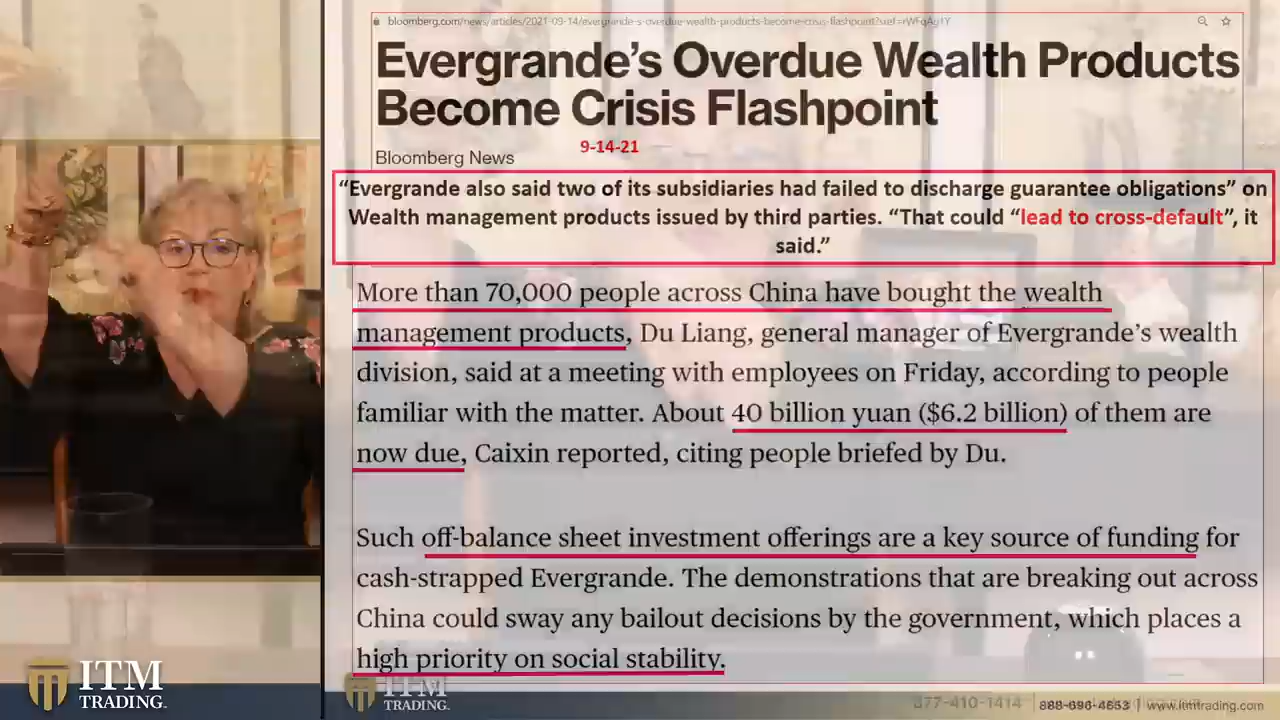 bloomberg.com/news/articles/2021-09-14/evergrande-s-overdue-wealth-products-become-crisis-flashpoint?sref=
Evergrande's Overdue Wealth Products
Become Crisis Flashpoint
9-14-21
Bloomberg News
“Evergrande also said two of its subsidiaries had failed to discharge guarantee obligations” on
Wealth management products issued by third parties. “That could “lead to cross-default”, it
said.”
More than 70,000 people across China have bought the wealth
management products, Du Liang, general manager of Evergrande’s wealth
division, said at a meeting with employees on Friday, according to people
familiar with the matter. About 40 billion yuan ($6.2 billion) of them are
now due, Caixin reported, citing people briefed by Du.
Such off-balance sheet investment offerings are a key source of funding for
cash-strapped Evergrande. The demonstrations that are breaking out across
China could sway any bailout decisions by the government, which places a
high priority on social stability.
ITM
TRADING.
ITM
TRADING.
877-410-1414
888-696-4653 | www.itmtrading.com